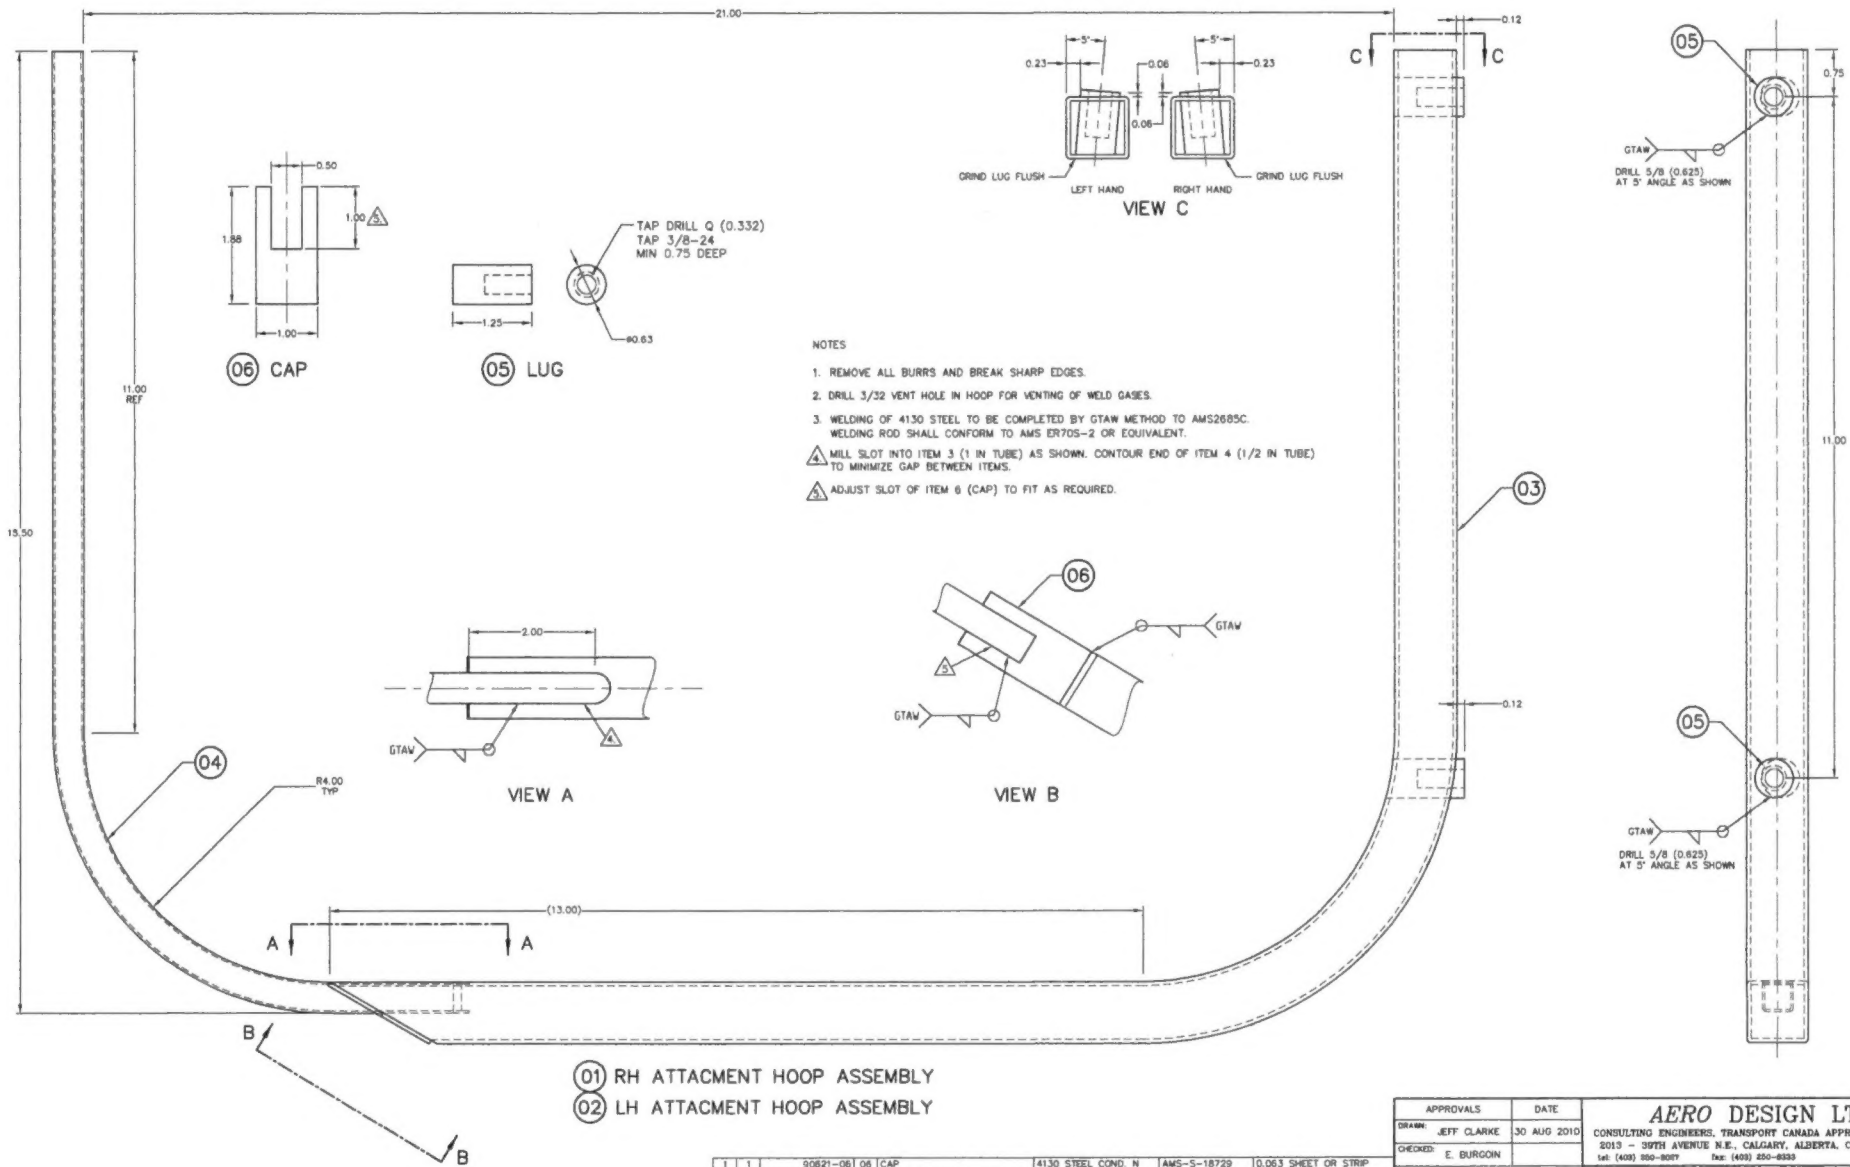 21.00
0.12
C C
05
0.75
5° 5°
0.23 0.06 0.23
0.06
GRIND LUG FLUSH GRIND LUG FLUSH
LEFT HAND RIGHT HAND
VIEW C
GTAW
DRILL 5/8 (0.625)
AT 5° ANGLE AS SHOWN
0.50
1.00 5.
1.88
1.00
06 CAP
TAP DRILL Q (0.332)
TAP 3/8-24
MIN 0.75 DEEP
1.25
ø0.63
05 LUG
11.00
REF
NOTES
1. REMOVE ALL BURRS AND BREAK SHARP EDGES.
2. DRILL 3/32 VENT HOLE IN HOOP FOR VENTING OF WELD GASES.
3. WELDING OF 4130 STEEL TO BE COMPLETED BY GTAW METHOD TO AMS2685C.
WELDING ROD SHALL CONFORM TO AMS ER70S-2 OR EQUIVALENT.
4. MILL SLOT INTO ITEM 3 (1 IN TUBE) AS SHOWN. CONTOUR END OF ITEM 4 (1/2 IN TUBE)
TO MINIMIZE GAP BETWEEN ITEMS.
5. ADJUST SLOT OF ITEM 6 (CAP) TO FIT AS REQUIRED.
11.00
03
2.00
GTAW
4.
VIEW A
06
GTAW
5.
GTAW
VIEW B
0.12
05
GTAW
DRILL 5/8 (0.625)
AT 5° ANGLE AS SHOWN
04
R4.00
TYP
(13.00)
A A
B
B
01 RH ATTACMENT HOOP ASSEMBLY
02 LH ATTACMENT HOOP ASSEMBLY
APPROVALS DATE
DRAWN: JEFF CLARKE 30 AUG 2010
CHECKED: E. BURGOIN
AERO DESIGN
CONSULTING ENGINEERS, TRANSPORT CANADA
2013 - 39TH AVENUE N.E., CALGARY, ALBERTA,
1 1 90621-06 06 CAP 4130 STEEL COND. N AMS-S-18729 0.063 SHEET OR STRIP